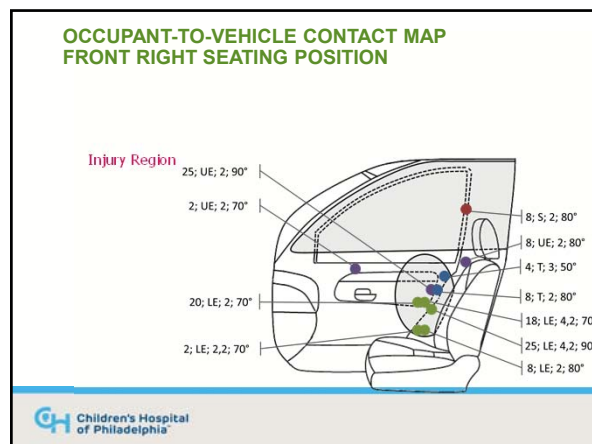 OCCUPANT-TO-VEHICLE CONTACT MAP
FRONT RIGHT SEATING POSITION
Injury Region
25; UE; 2; 90°
2; UE; 2; 70°
20; LE; 2; 70°
2; LE; 2,2; 70°
8; S; 2; 80°
8; UE; 2; 80°
4; T; 3; 50°
8; T; 2; 80°
18; LE; 4,2; 70
25; LE; 4,2; 90
8; LE; 2; 80°
CH Children's Hospital
of Philadelphia